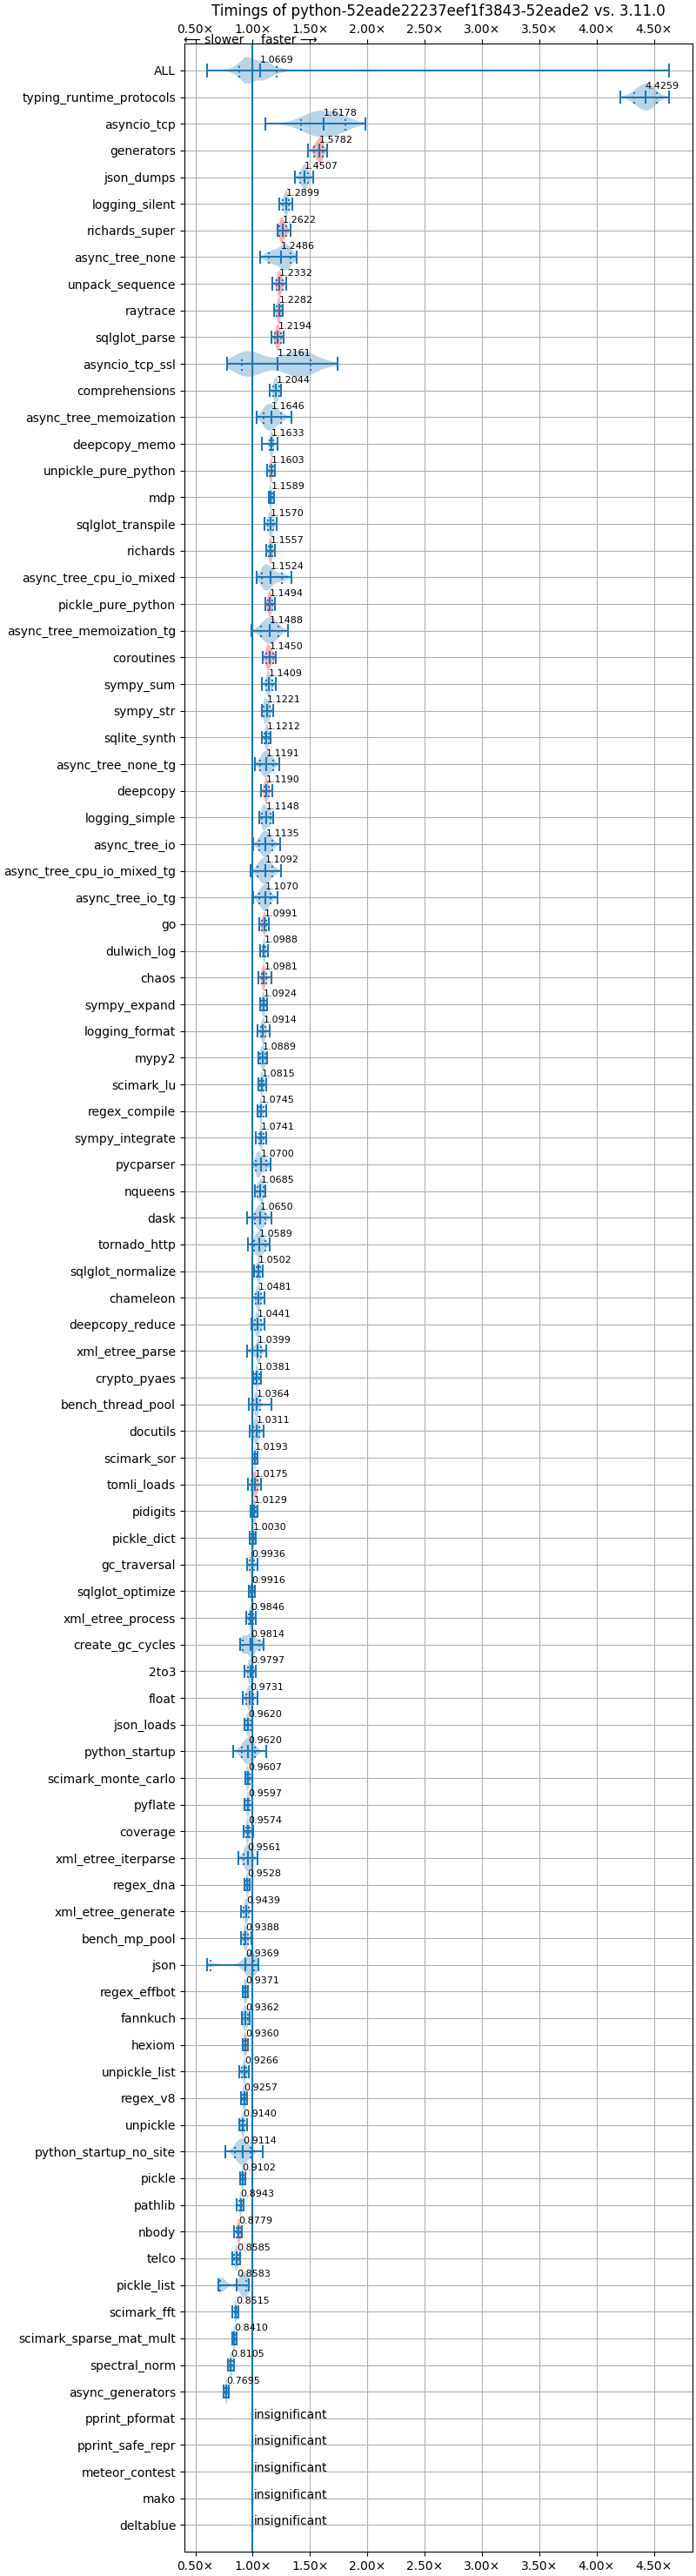 Timings of python-52eade22237eef1f3843-52eade2 vs. 3.11.0
0.50× 1.00× 1.50× 2.00× 2.50× 3.00× 3.50× 4.00× 4.50×
⟵ slower faster ⟶
ALL 1.0669
typing_runtime_protocols 4.4259
asyncio_tcp 1.6178
generators 1.5782
json_dumps 1.4507
logging_silent 1.2899
richards_super 1.2622
async_tree_none 1.2486
unpack_sequence 1.2332
raytrace 1.2282
sqlglot_parse 1.2194
asyncio_tcp_ssl 1.2161
comprehensions 1.2044
async_tree_memoization 1.1646
deepcopy_memo 1.1633
unpickle_pure_python 1.1603
mdp 1.1589
sqlglot_transpile 1.1570
richards 1.1557
async_tree_cpu_io_mixed 1.1524
pickle_pure_python 1.1494
async_tree_memoization_tg 1.1488
coroutines 1.1450
sympy_sum 1.1409
sympy_str 1.1221
sqlite_synth 1.1212
async_tree_none_tg 1.1191
deepcopy 1.1190
logging_simple 1.1148
async_tree_io 1.1135
async_tree_cpu_io_mixed_tg 1.1092
async_tree_io_tg 1.1070
go 1.0991
dulwich_log 1.0988
chaos 1.0981
sympy_expand 1.0924
logging_format 1.0914
mypy2 1.0889
scimark_lu 1.0815
regex_compile 1.0745
sympy_integrate 1.0741
pycparser 1.0700
nqueens 1.0685
dask 1.0650
tornado_http 1.0589
sqlglot_normalize 1.0502
chameleon 1.0481
deepcopy_reduce 1.0441
xml_etree_parse 1.0399
crypto_pyaes 1.0381
bench_thread_pool 1.0364
docutils 1.0311
scimark_sor 1.0193
tomli_loads 1.0175
pidigits 1.0129
pickle_dict 1.0030
gc_traversal 0.9936
sqlglot_optimize 0.9916
xml_etree_process 0.9846
create_gc_cycles 0.9814
2to3 0.9797
float 0.9731
json_loads 0.9620
python_startup 0.9620
scimark_monte_carlo 0.9607
pyflate 0.9597
coverage 0.9574
xml_etree_iterparse 0.9561
regex_dna 0.9528
xml_etree_generate 0.9439
bench_mp_pool 0.9388
json 0.9369
regex_effbot 0.9371
fannkuch 0.9362
hexiom 0.9360
unpickle_list 0.9266
regex_v8 0.9257
unpickle 0.9140
python_startup_no_site 0.9114
pickle 0.9102
pathlib 0.8943
nbody 0.8779
telco 0.8585
pickle_list 0.8583
scimark_fft 0.8515
scimark_sparse_mat_mult 0.8410
spectral_norm 0.8105
async_generators 0.7695
pprint_pformat insignificant
pprint_safe_repr insignificant
meteor_contest insignificant
mako insignificant
deltablue insignificant
0.50× 1.00× 1.50× 2.00× 2.50× 3.00× 3.50× 4.00× 4.50×